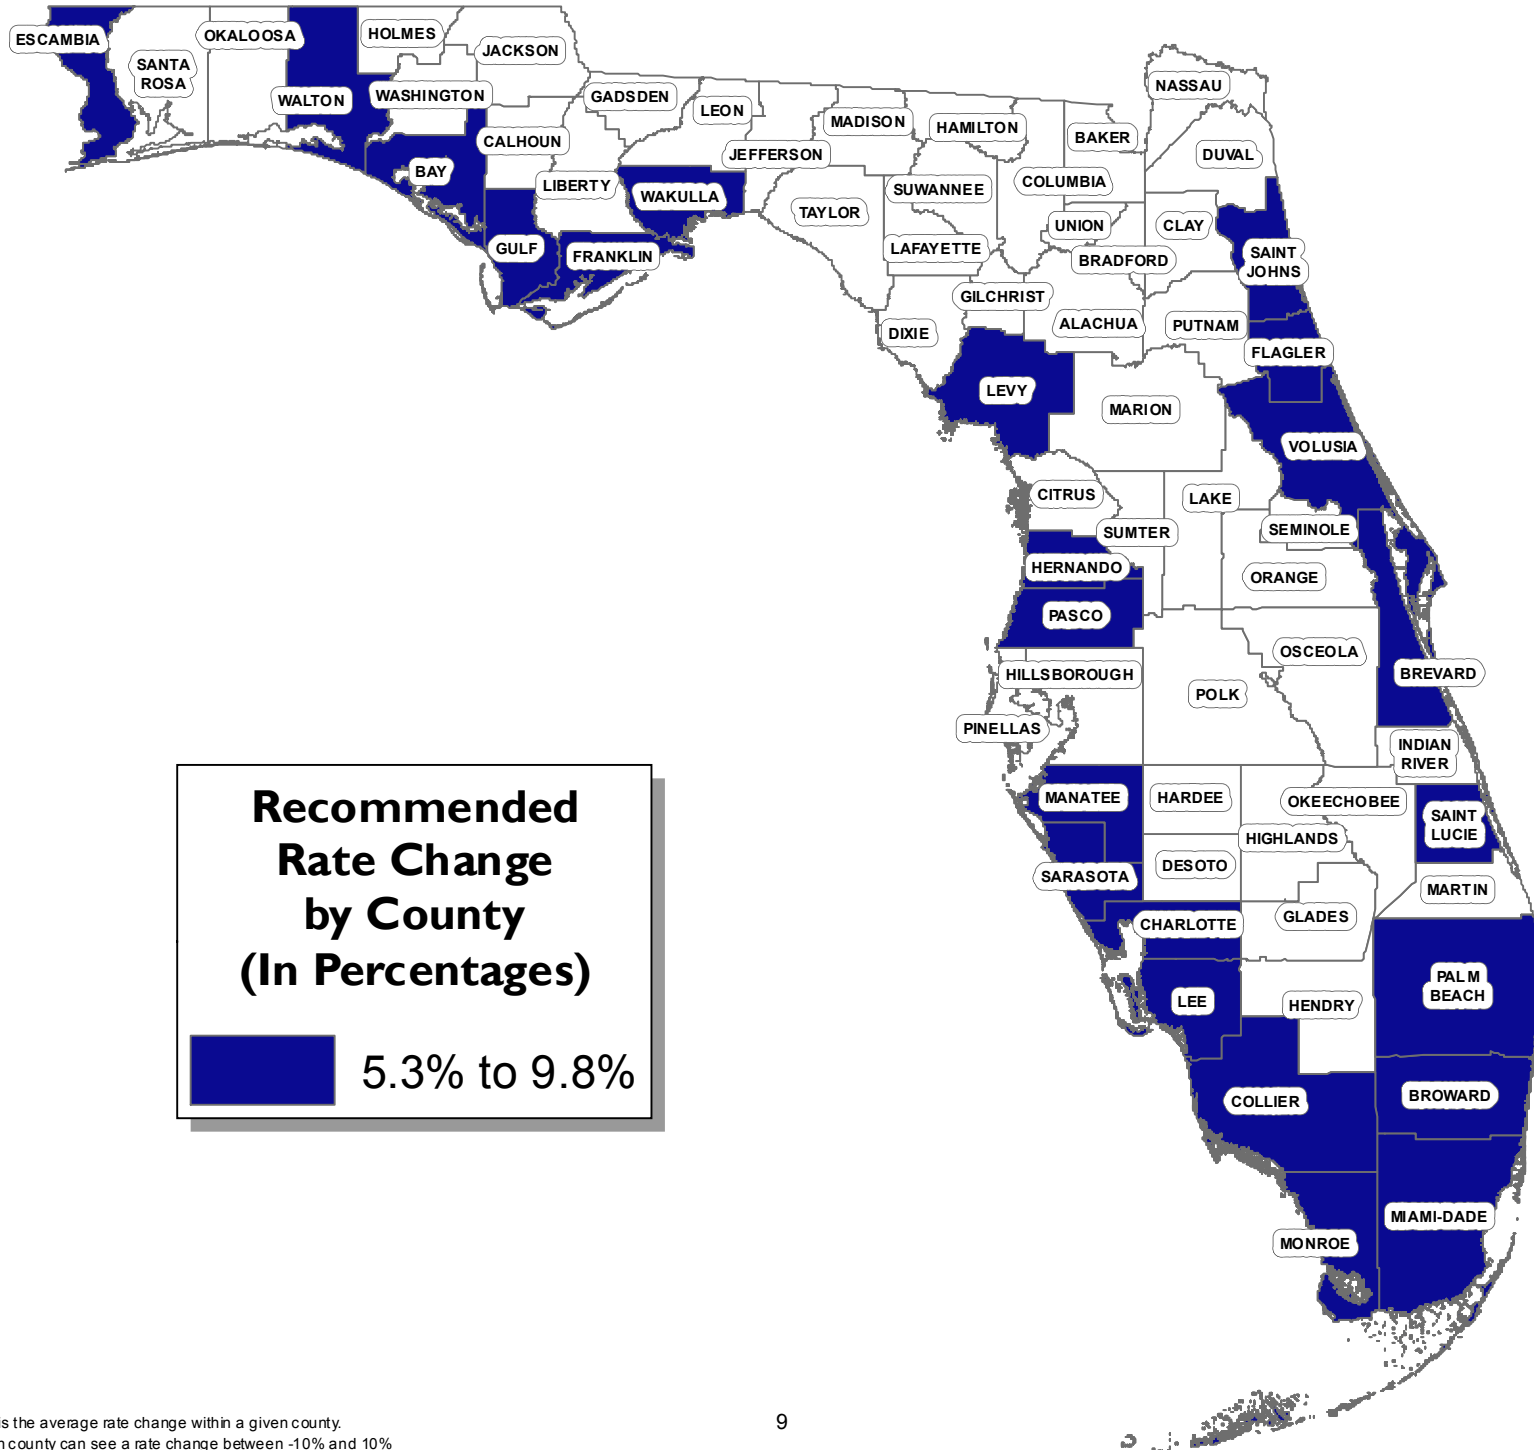 ESCAMBIA
SANTA
ROSA
OKALOOSA
WALTON
HOLMES
WASHINGTON
JACKSON
BAY
CALHOUN
GULF
GADSDEN
LIBERTY
FRANKLIN
LEON
WAKULLA
JEFFERSON
MADISON
TAYLOR
HAMILTON
SUWANNEE
LAFAYETTE
DIXIE
COLUMBIA
GILCHRIST
BAKER
UNION
BRADFORD
ALACHUA
NASSAU
DUVAL
CLAY
SAINT
JOHNS
PUTNAM
FLAGLER
LEVY
MARION
VOLUSIA
CITRUS
LAKE
SUMTER
SEMINOLE
HERNANDO
ORANGE
PASCO
OSCEOLA
HILLSBOROUGH
POLK
BREVARD
PINELLAS
INDIAN
RIVER
MANATEE
HARDEE
OKEECHOBEE
SAINT
LUCIE
HIGHLANDS
DESOTO
SARASOTA
MARTIN
CHARLOTTE
GLADES
LEE
HENDRY
PALM
BEACH
COLLIER
BROWARD
MIAMI-DADE
MONROE
Recommended
Rate Change
by County
(In Percentages)
5.3% to 9.8%
is the average rate change within a given county.
county can see a rate change between -10% and 10%
9